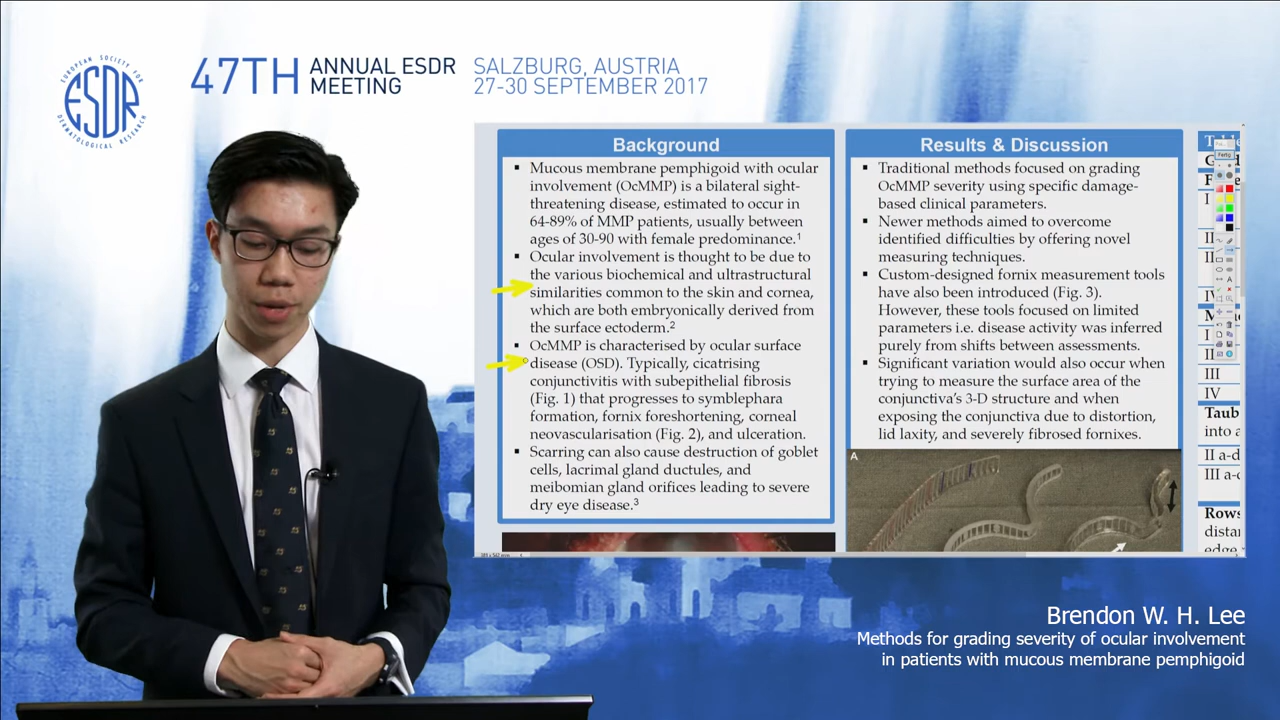 EUROPEAN SOCIETY FOR
ESDR
DERMATOLOGICAL RESEARCH
47TH
ANNUAL ESDR
MEETING
SALZBURG, AUSTRIA
27-30 SEPTEMBER 2017
Background
▪ Mucous membrane pemphigoid with ocular
involvement (OcMMP) is a bilateral sight-
threatening disease, estimated to occur in
64-89% of MMP patients, usually between
ages of 30-90 with female predominance.¹
▪ Ocular involvement is thought to be due to
the various biochemical and ultrastructural
similarities common to the skin and cornea,
which are both embryonically derived from
the surface ectoderm.²
▪ OcMMP is characterised by ocular surface
disease (OSD). Typically, cicatrising
conjunctivitis with subepithelial fibrosis
(Fig. 1) that progresses to symblephara
formation, fornix foreshortening, corneal
neovascularisation (Fig. 2), and ulceration.
▪ Scarring can also cause destruction of goblet
cells, lacrimal gland ductules, and
meibomian gland orifices leading to severe
dry eye disease.³
Results & Discussion
▪ Traditional methods focused on grading
OcMMP severity using specific damage-
based clinical parameters.
▪ Newer methods aimed to overcome
identified difficulties by offering novel
measuring techniques.
▪ Custom-designed fornix measurement tools
have also been introduced (Fig. 3).
However, these tools focused on limited
parameters i.e. disease activity was inferred
purely from shifts between assessments.
▪ Significant variation would also occur when
trying to measure the surface area of the
conjunctiva's 3-D structure and when
exposing the conjunctiva due to distortion,
lid laxity, and severely fibrosed fornixes.
A
Fertig
I
II
III
IV
Taub
into a
II a-d
III a-c
Rows
distan
edge
Brendon W. H. Lee
Methods for grading severity of ocular involvement
in patients with mucous membrane pemphigoid